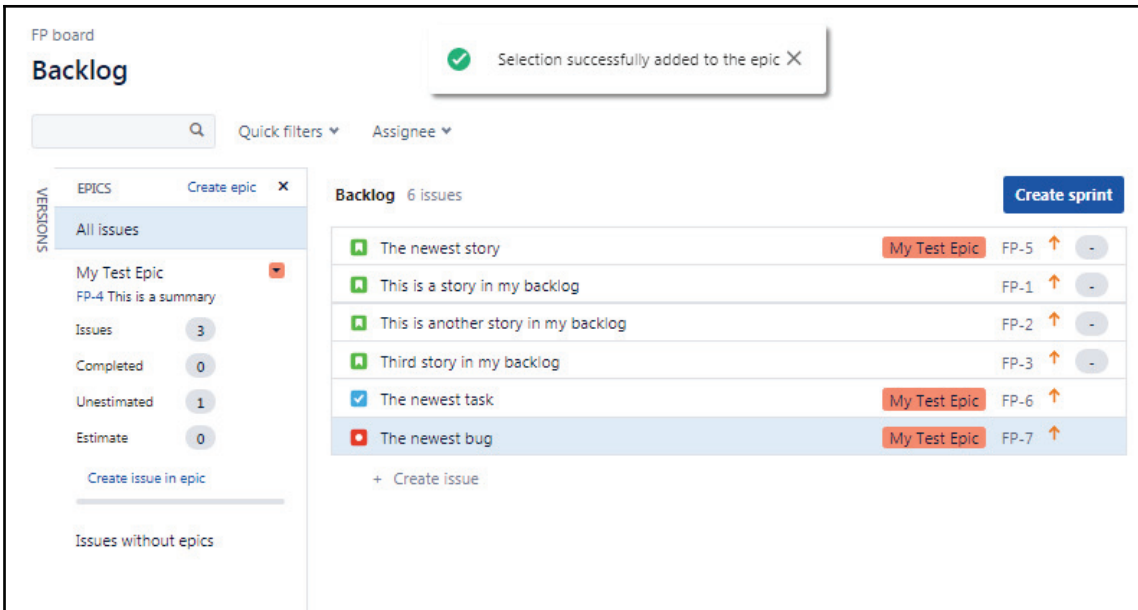 FP board
Backlog
Selection successfully added to the epic
Quick filters
Assignee
VERSIONS
EPICS Create epic
All issues
My Test Epic
FP-4 This is a summary
Issues 3
Completed 0
Unestimated 1
Estimate 0
Create issue in epic
Issues without epics
Backlog 6 issues
Create sprint
The newest story My Test Epic FP-5 -
This is a story in my backlog FP-1 -
This is another story in my backlog FP-2 -
Third story in my backlog FP-3 -
The newest task My Test Epic FP-6
The newest bug My Test Epic FP-7
+ Create issue